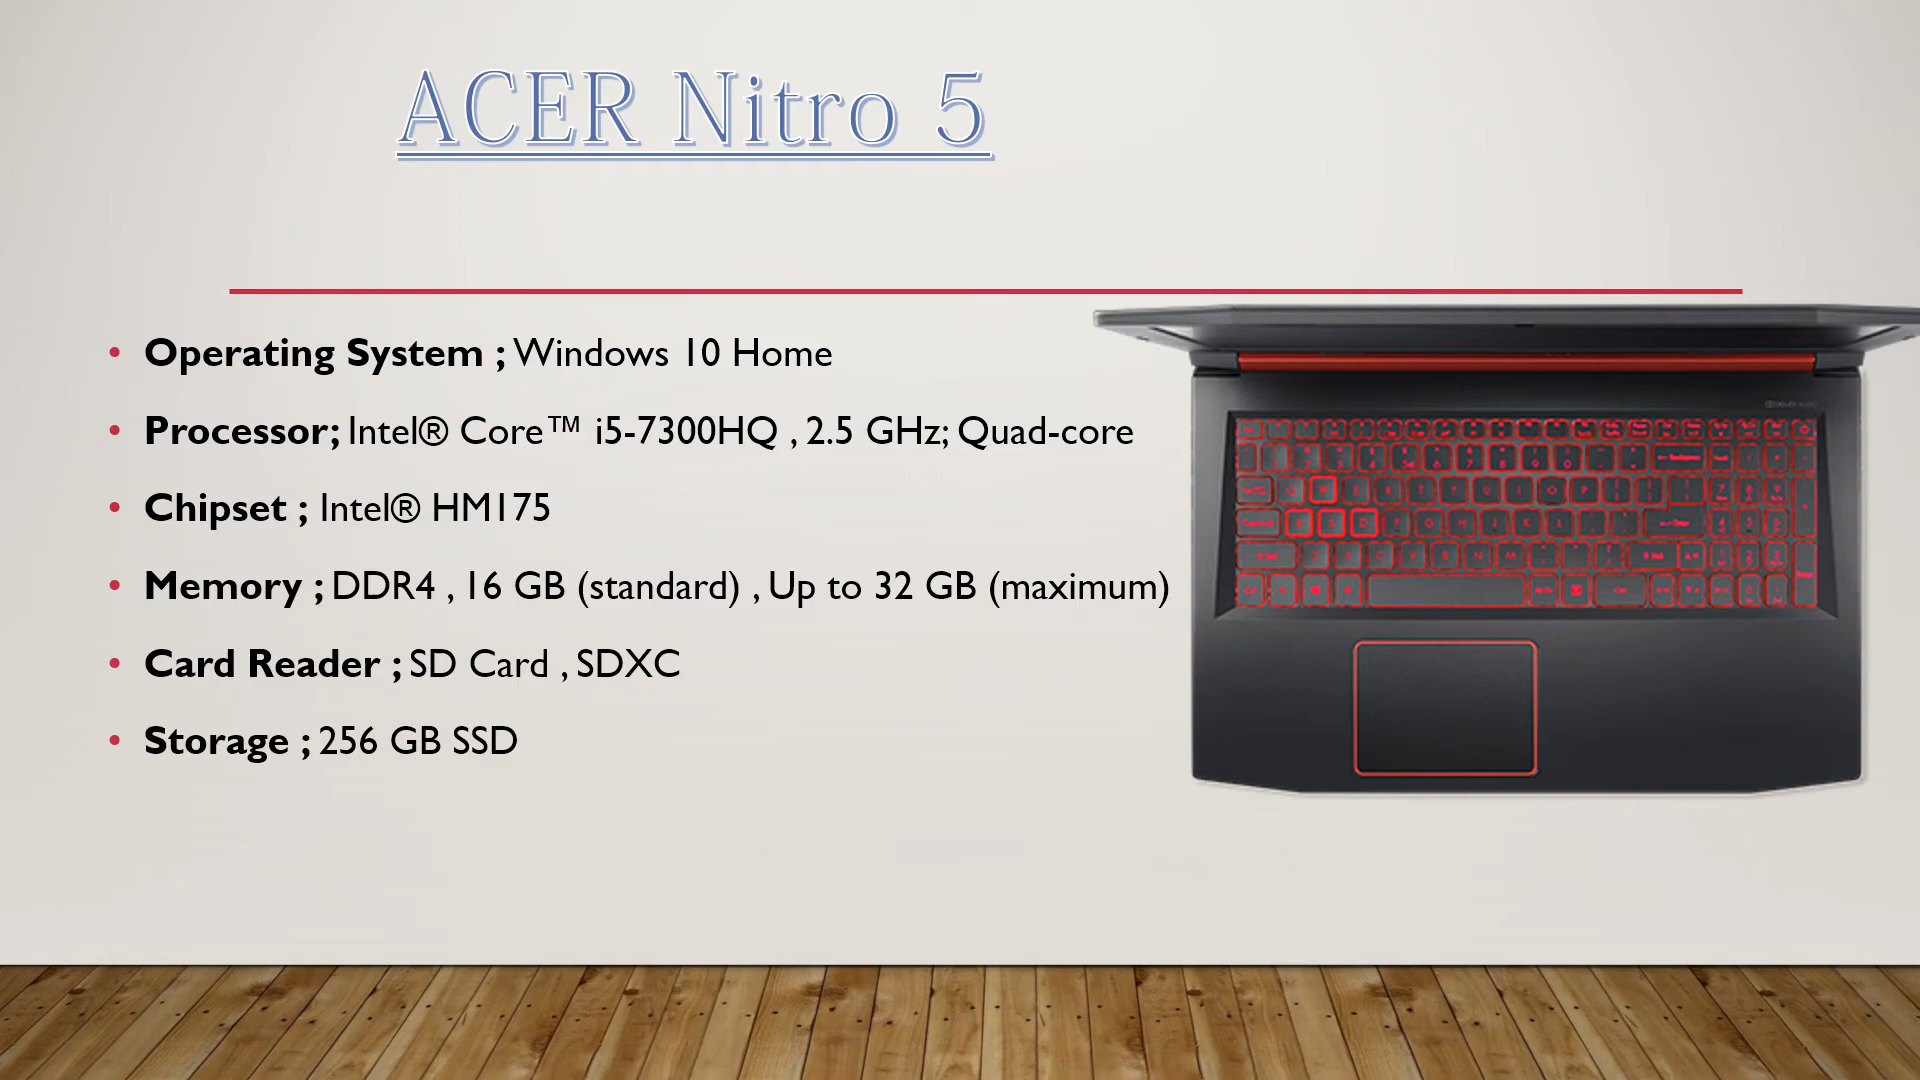 ACER Nitro 5
• Operating System ; Windows 10 Home
• Processor; Intel® Core™ i5-7300HQ , 2.5 GHz; Quad-core
• Chipset ; Intel® HM175
• Memory ; DDR4 , 16 GB (standard) , Up to 32 GB (maximum)
• Card Reader ; SD Card , SDXC
• Storage ; 256 GB SSD